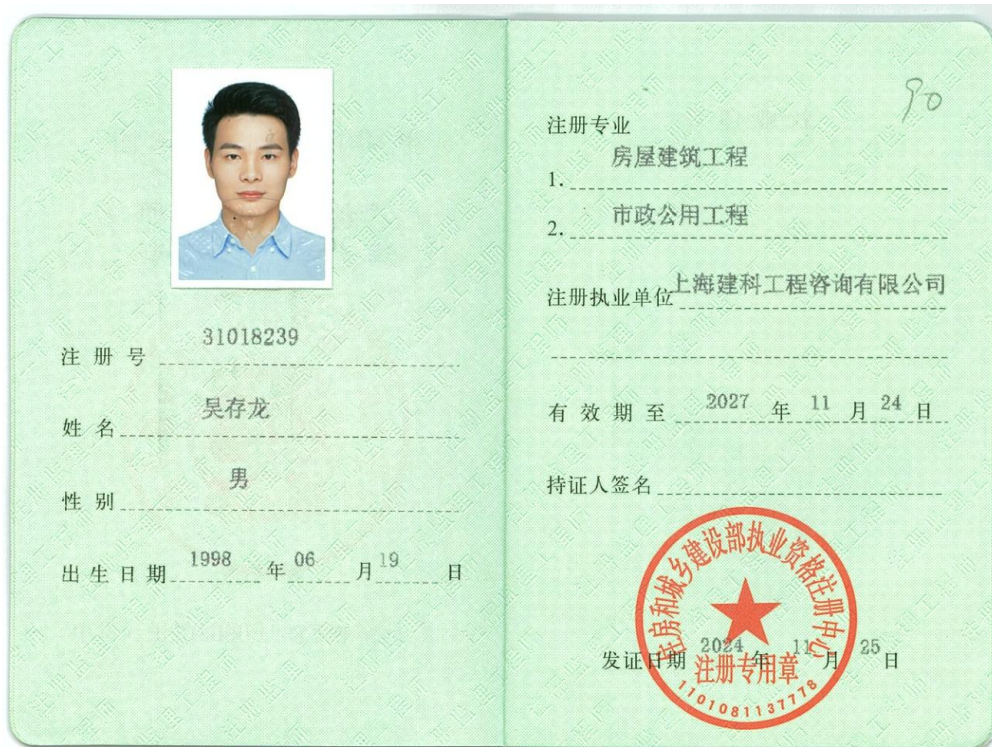 注册号 31018239
姓名 吴存龙
性别 男
出生日期 1998 年 06 月 19 日
90
注册专业
1. 房屋建筑工程
2. 市政公用工程
注册执业单位 上海建科工程咨询有限公司
有效期至 2027 年 11 月 24 日
持证人签名
住房和城乡建设部执业资格注册中心
发证日期 2024 年 11 月 25 日
注册专用章
1101081137778